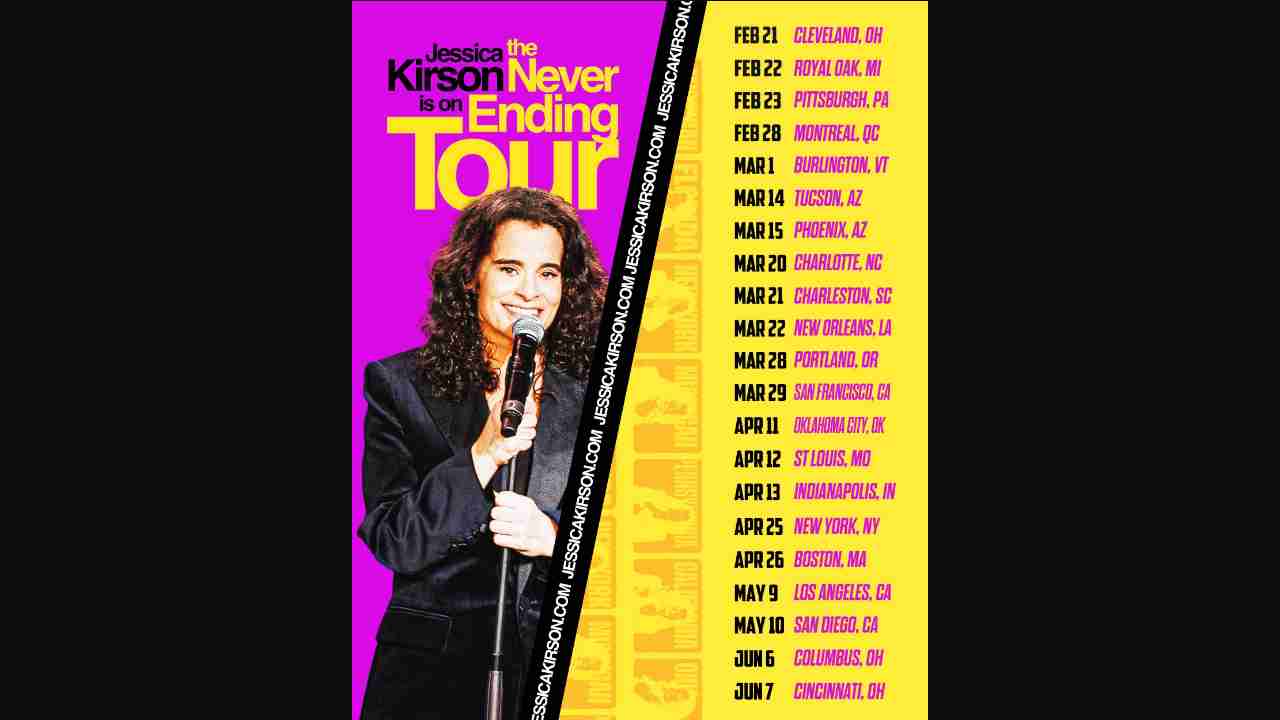 Jessica the
Kirson Never
is on Ending
Tour
JESSICAKIRSON.COM JESSICAKIRSON.COM JESSICAKIRSON.COM JESSICAKIRSON.COM JESSICAKIRSON.COM
FEB 21 CLEVELAND, OH
FEB 22 ROYAL OAK, MI
FEB 23 PITTSBURGH, PA
FEB 28 MONTREAL, QC
MAR 1 BURLINGTON, VT
MAR 14 TUCSON, AZ
MAR 15 PHOENIX, AZ
MAR 20 CHARLOTTE, NC
MAR 21 CHARLESTON, SC
MAR 22 NEW ORLEANS, LA
MAR 28 PORTLAND, OR
MAR 29 SAN FRANCISCO, CA
APR 11 OKLAHOMA CITY, OK
APR 12 ST LOUIS, MO
APR 13 INDIANAPOLIS, IN
APR 25 NEW YORK, NY
APR 26 BOSTON, MA
MAY 9 LOS ANGELES, CA
MAY 10 SAN DIEGO, CA
JUN 6 COLUMBUS, OH
JUN 7 CINCINNATI, OH